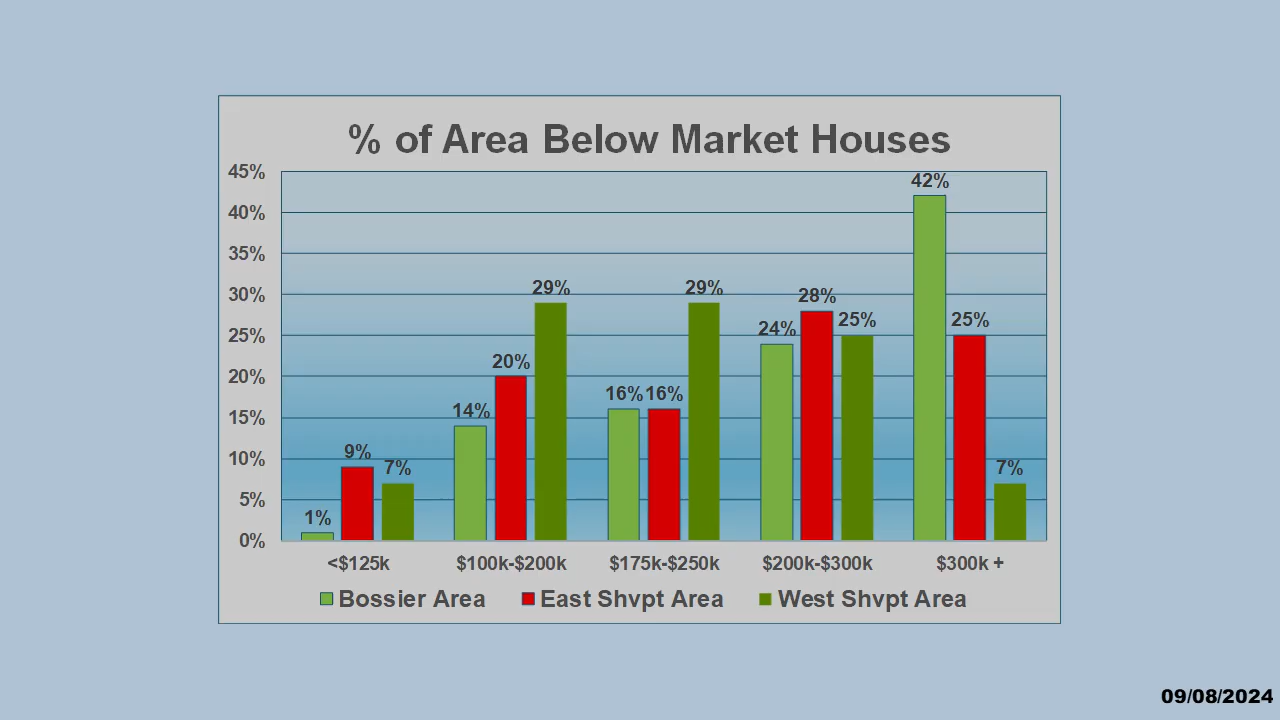 % of Area Below Market Houses
45%
40%
35%
30%
25%
20%
15%
10%
5%
0%
1%
9%
7%
14%
20%
29%
16%
16%
29%
24%
28%
25%
42%
25%
7%
<$125k
$100k-$200k
$175k-$250k
$200k-$300k
$300k +
Bossier Area
East Shvpt Area
West Shvpt Area
09/08/2024